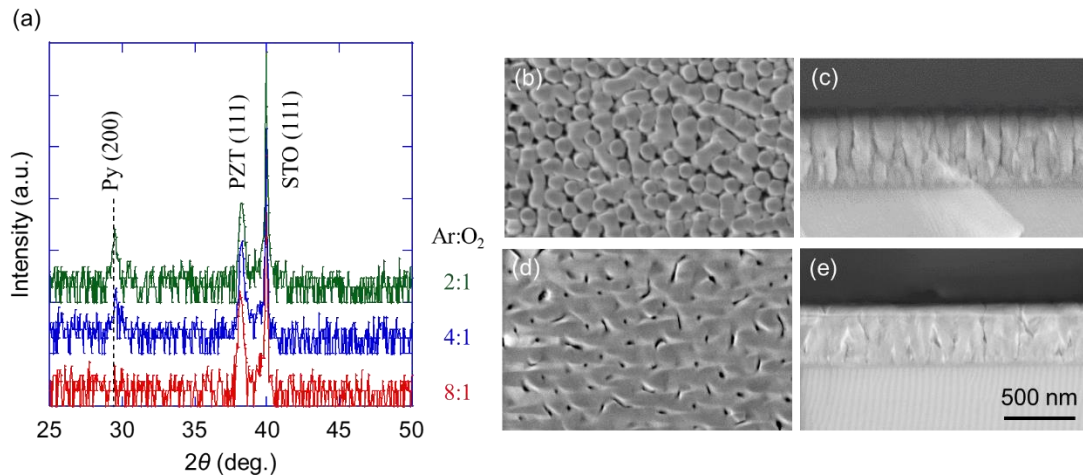 (a)
Intensity (a.u.)
Py (200)
PZT (111)
STO (111)
Ar:O₂
2:1
4:1
8:1
25 30 35 40 45 50
2θ (deg.)
(b)
(c)
(d)
(e)
500 nm